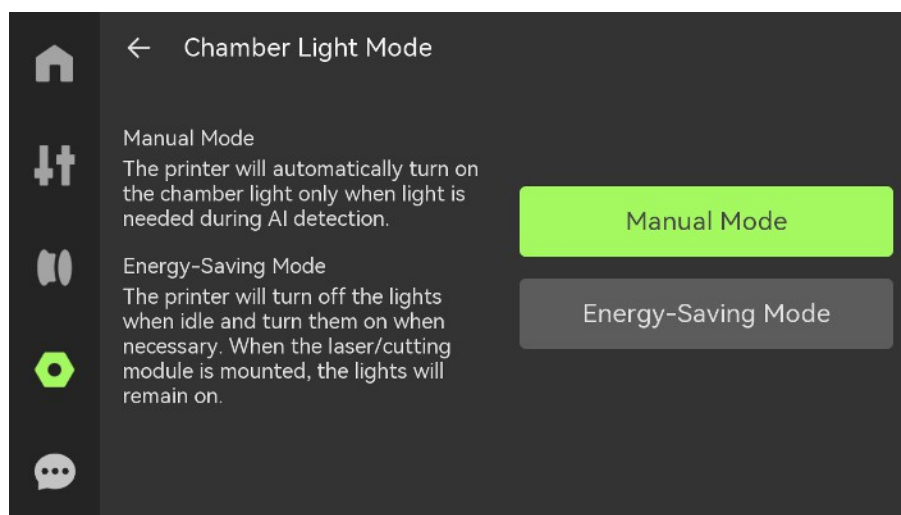 Chamber Light Mode
Manual Mode
The printer will automatically turn on
the chamber light only when light is
needed during AI detection.
Energy-Saving Mode
The printer will turn off the lights
when idle and turn them on when
necessary. When the laser/cutting
module is mounted, the lights will
remain on.
Manual Mode
Energy-Saving Mode